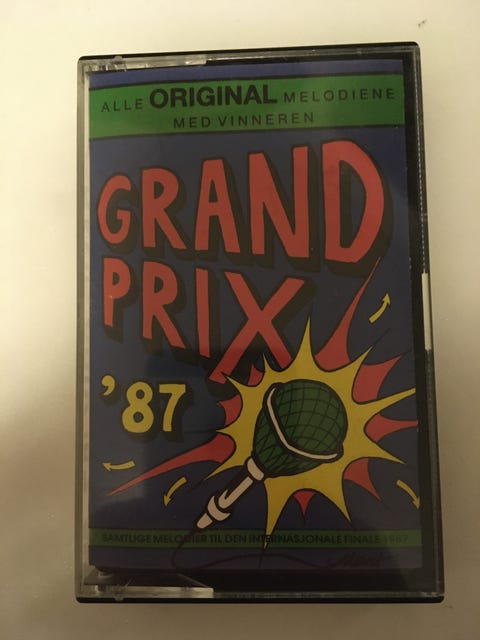 ALLE ORIGINAL MELODIENE
MED VINNEREN
GRAND
PRIX
'87
SAMTLIGE MELODIER TIL DEN INTERNASJONALE FINALE 1987